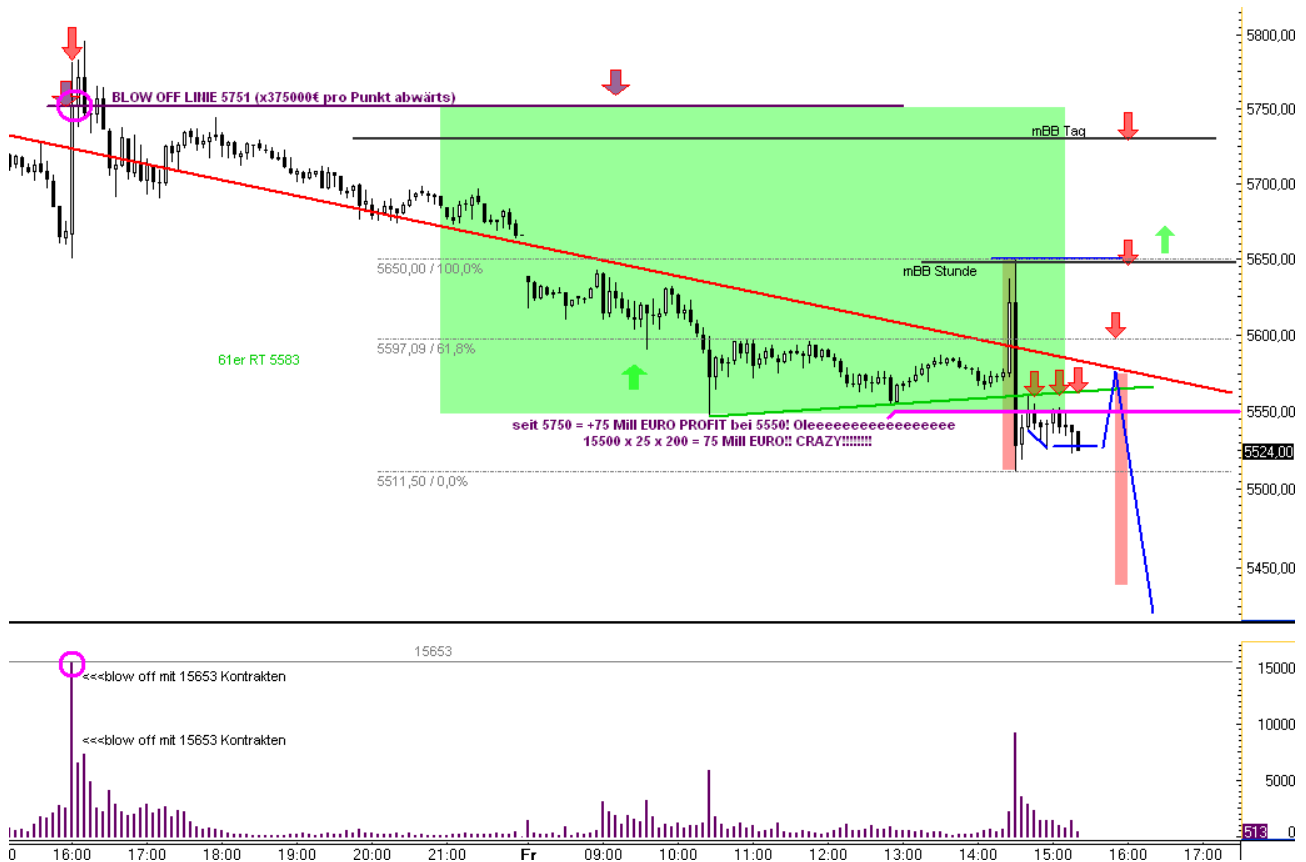 5800,00
BLOW OFF LINIE 5751 (x375000€ pro Punkt abwärts)
5750,00
mBB Tag
5700,00
5650,00 / 100,0%
mBB Stunde
5650,00
5600,00
5597,09 / 61,8%
61er RT 5583
5550,00
seit 5750 = +75 Mill EURO PROFIT bei 5550! Oleeeeeeeeeeeeeeeeee
15500 x 25 x 200 = 75 Mill EURO!! CRAZY!!!!!!!!
5524,00
5511,50 / 0,0%
5500,00
5450,00
15653
<<<blow off mit 15653 Kontrakten
15000
<<<blow off mit 15653 Kontrakten
10000
5000
513
0
0 16:00 17:00 18:00 19:00 20:00 21:00 Fr 09:00 10:00 11:00 12:00 13:00 14:00 15:00 16:00 17:00